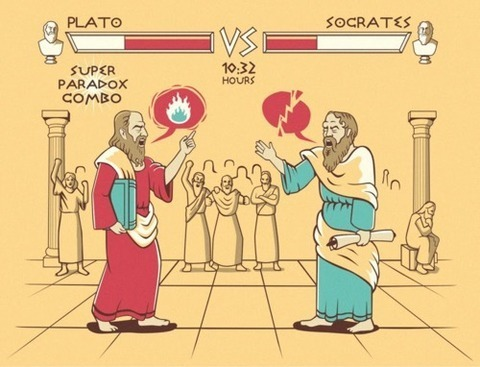 PLATO
VS
SOCRATES
10:32
HOURS
SUPER
PARADOX
COMBO